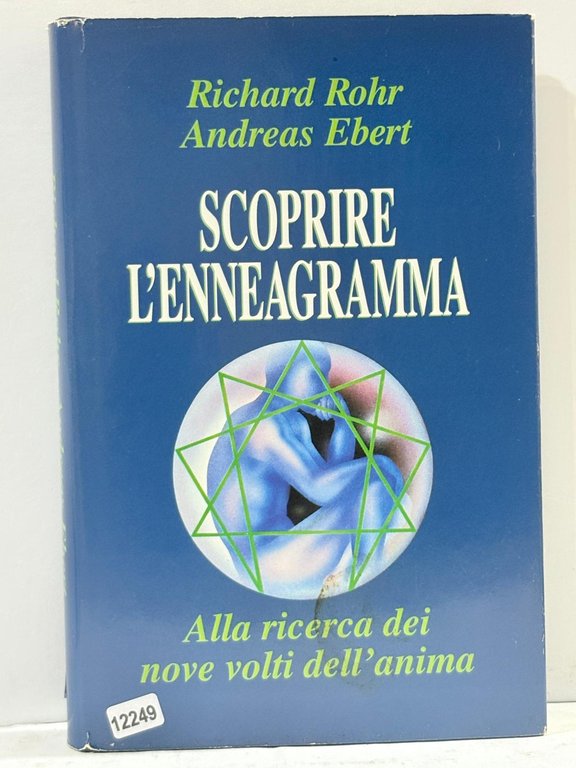 Richard Rohr
Andreas Ebert
SCOPRIRE
L'ENNEAGRAMMA
Alla ricerca dei
nove volti dell'anima
12249